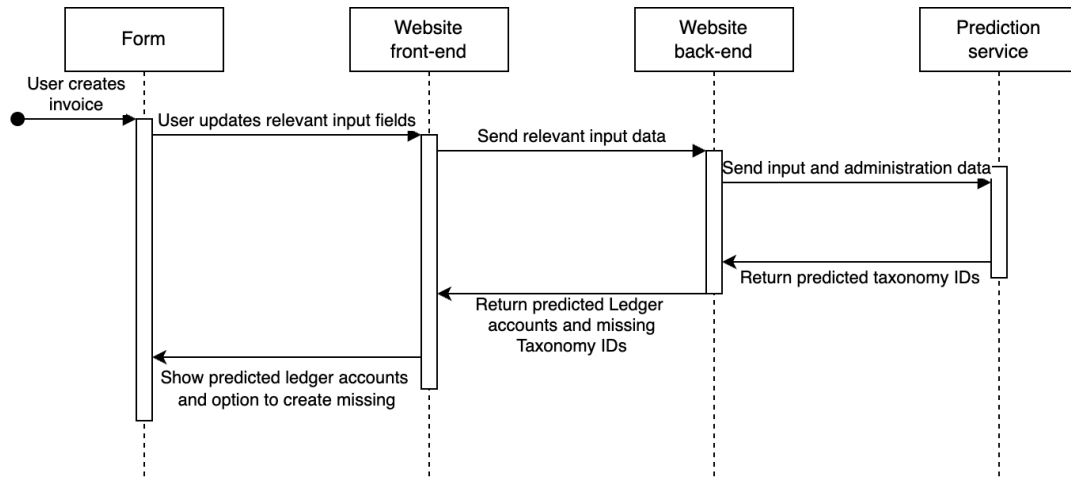 Form
Website
front-end
Website
back-end
Prediction
service
User creates
invoice
User updates relevant input fields
Send relevant input data
Send input and administration data
Return predicted taxonomy IDs
Return predicted Ledger
accounts and missing
Taxonomy IDs
Show predicted ledger accounts
and option to create missing